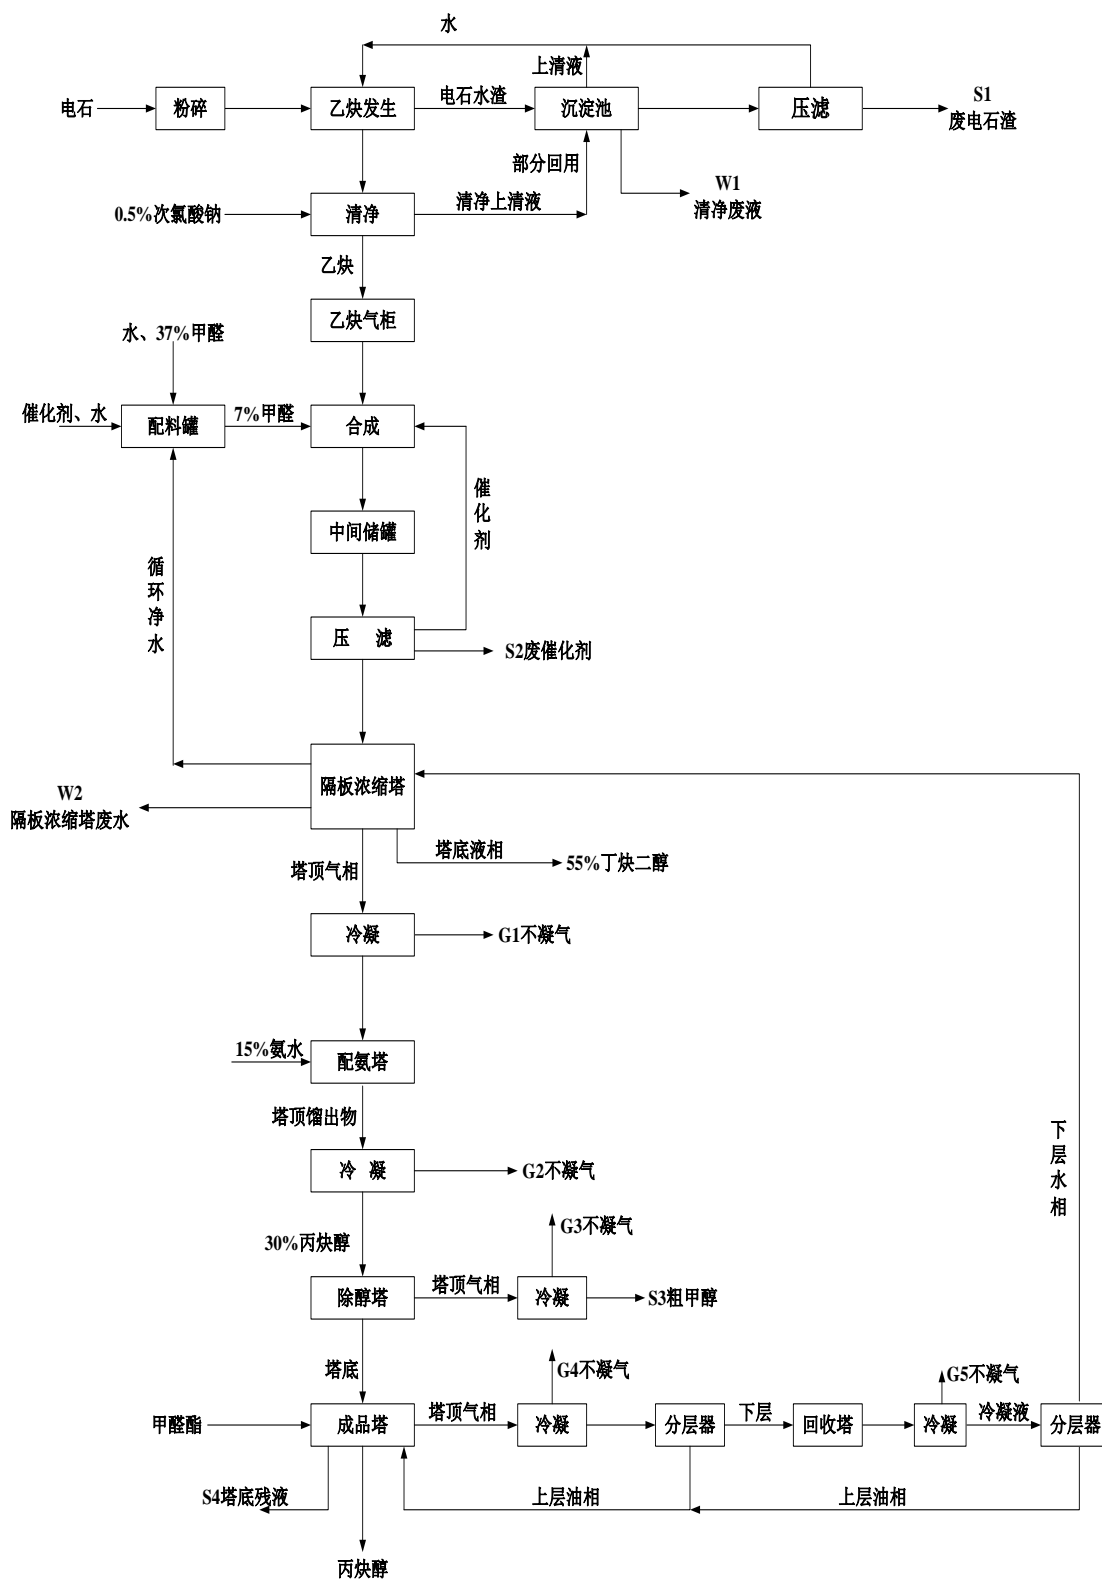 水
上清液
电石
粉碎
乙炔发生
电石水渣
沉淀池
压滤
S1
废电石渣
部分回用
W1
清净废液
0.5%次氯酸钠
清净
清净上清液
乙炔
乙炔气柜
水、37%甲醛
催化剂、水
配料罐
7%甲醛
合成
催化剂
中间储罐
循环净水
压 滤
S2废催化剂
隔板浓缩塔
W2
隔板浓缩塔废水
塔底液相
55%丁炔二醇
塔顶气相
冷凝
G1不凝气
15%氨水
配氨塔
塔顶馏出物
下层水相
冷 凝
G2不凝气
G3不凝气
30%丙炔醇
除醇塔
塔顶气相
冷凝
S3粗甲醇
塔底
G4不凝气
G5不凝气
甲醛酯
成品塔
塔顶气相
冷凝
分层器
下层
回收塔
冷凝
冷凝液
分层器
S4塔底残液
上层油相
上层油相
丙炔醇